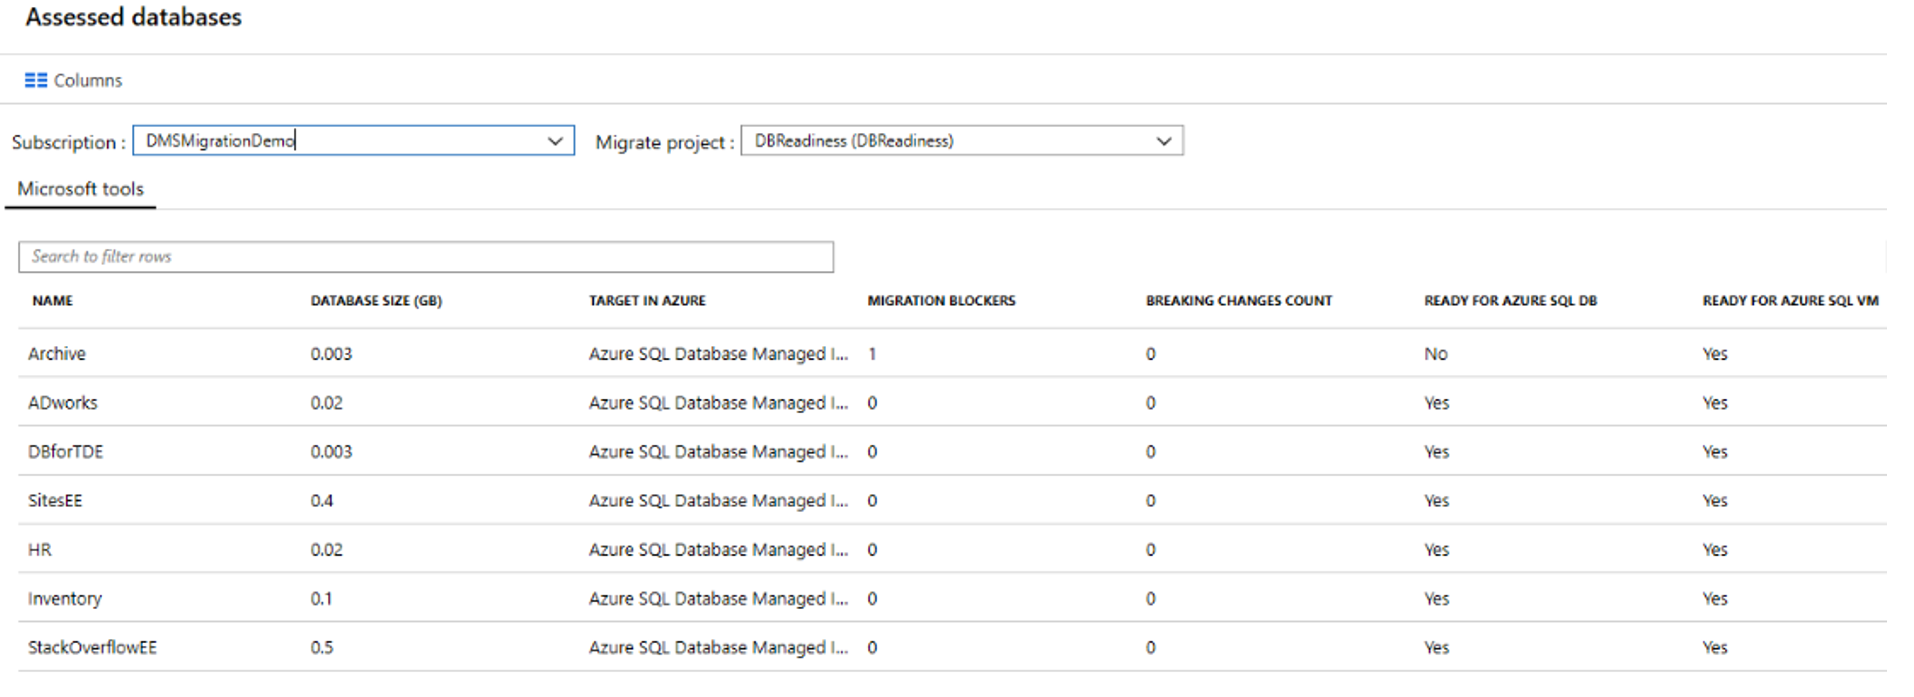 Assessed databases
Columns
Subscription : DMSMigrationDemo Migrate project : DBReadiness (DBReadiness)
Microsoft tools
Search to filter rows
NAME DATABASE SIZE (GB) TARGET IN AZURE MIGRATION BLOCKERS BREAKING CHANGES COUNT READY FOR AZURE SQL DB READY FOR AZURE SQL VM
Archive 0.003 Azure SQL Database Managed I... 1 0 No Yes
ADworks 0.02 Azure SQL Database Managed I... 0 0 Yes Yes
DBforTDE 0.003 Azure SQL Database Managed I... 0 0 Yes Yes
SitesEE 0.4 Azure SQL Database Managed I... 0 0 Yes Yes
HR 0.02 Azure SQL Database Managed I... 0 0 Yes Yes
Inventory 0.1 Azure SQL Database Managed I... 0 0 Yes Yes
StackOverflowEE 0.5 Azure SQL Database Managed I... 0 0 Yes Yes